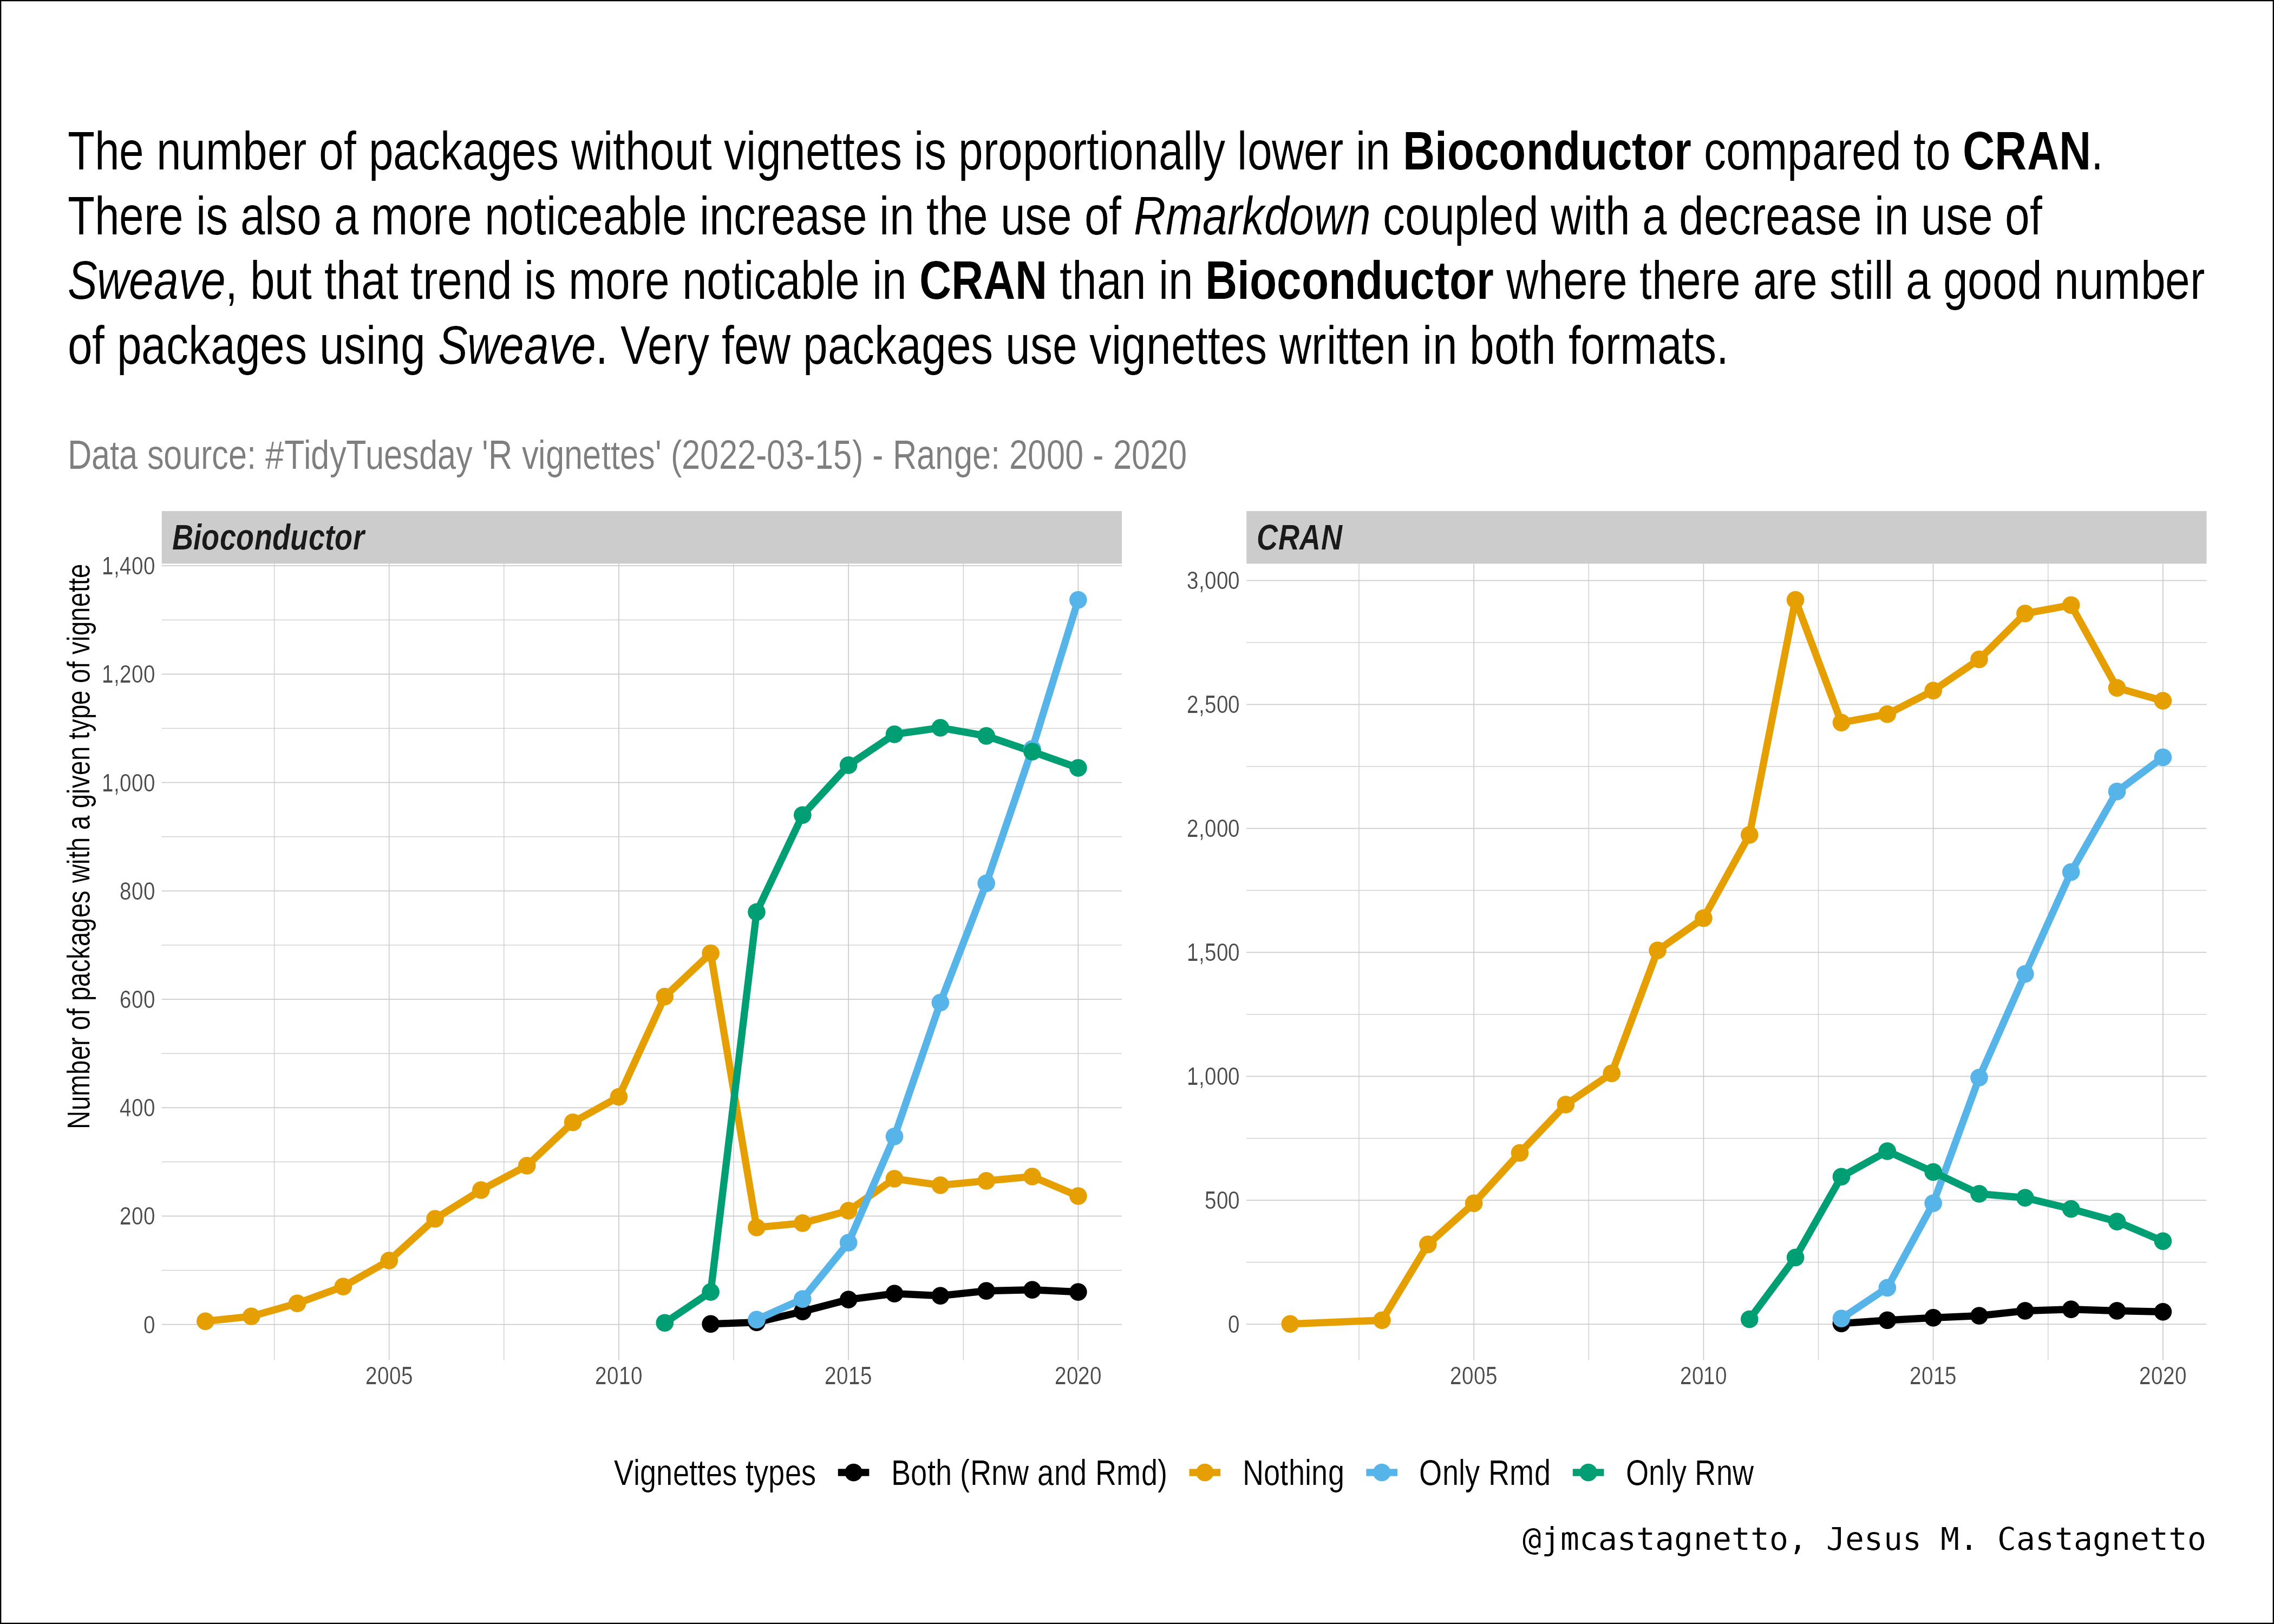 The number of packages without vignettes is proportionally lower in Bioconductor compared to CRAN.
There is also a more noticeable increase in the use of Rmarkdown coupled with a decrease in use of
Sweave, but that trend is more noticable in CRAN than in Bioconductor where there are still a good number
of packages using Sweave. Very few packages use vignettes written in both formats.
Data source: #TidyTuesday 'R vignettes' (2022-03-15) - Range: 2000 - 2020
Number of packages with a given type of vignette
Bioconductor
1,400
1,200
1,000
800
600
400
200
0
2005 2010 2015 2020
CRAN
3,000
2,500
2,000
1,500
1,000
500
0
2005 2010 2015 2020
Vignettes types Both (Rnw and Rmd) Nothing Only Rmd Only Rnw
@jmcastagnetto, Jesus M. Castagnetto